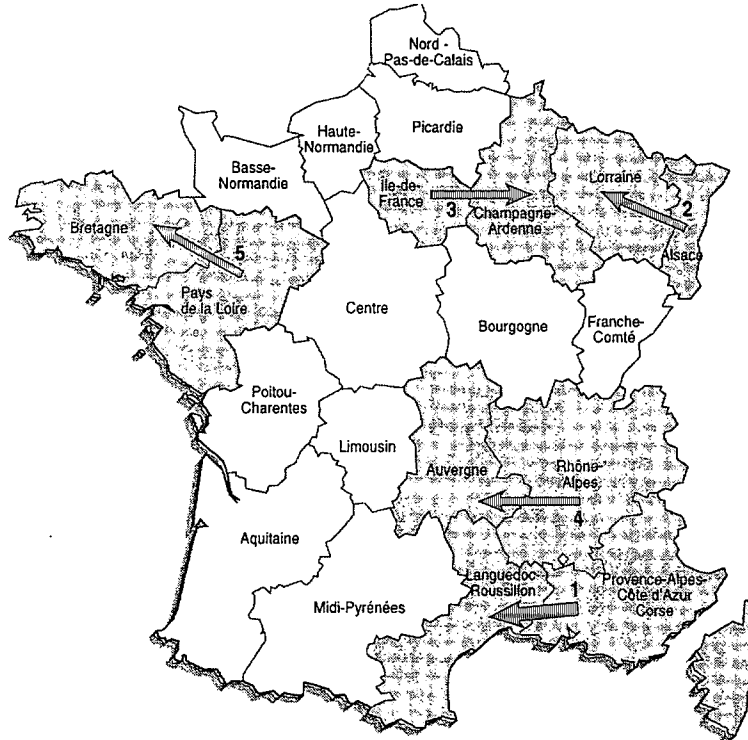 Nord -
Pas-de-Calais
Picardie
Haute-
Normandie
Basse-
Normandie
Île-de-
France
3
Champagne-
Ardenne
Lorraine
2
Alsace
Bretagne
5
Pays
de la Loire
Centre
Bourgogne
Franche-
Comté
Poitou-
Charentes
Limousin
Auvergne
Rhône-
Alpes
4
Aquitaine
Midi-Pyrénées
Languedoc-
Roussillon
1
Provence-Alpes-
Côte d'Azur
Corse